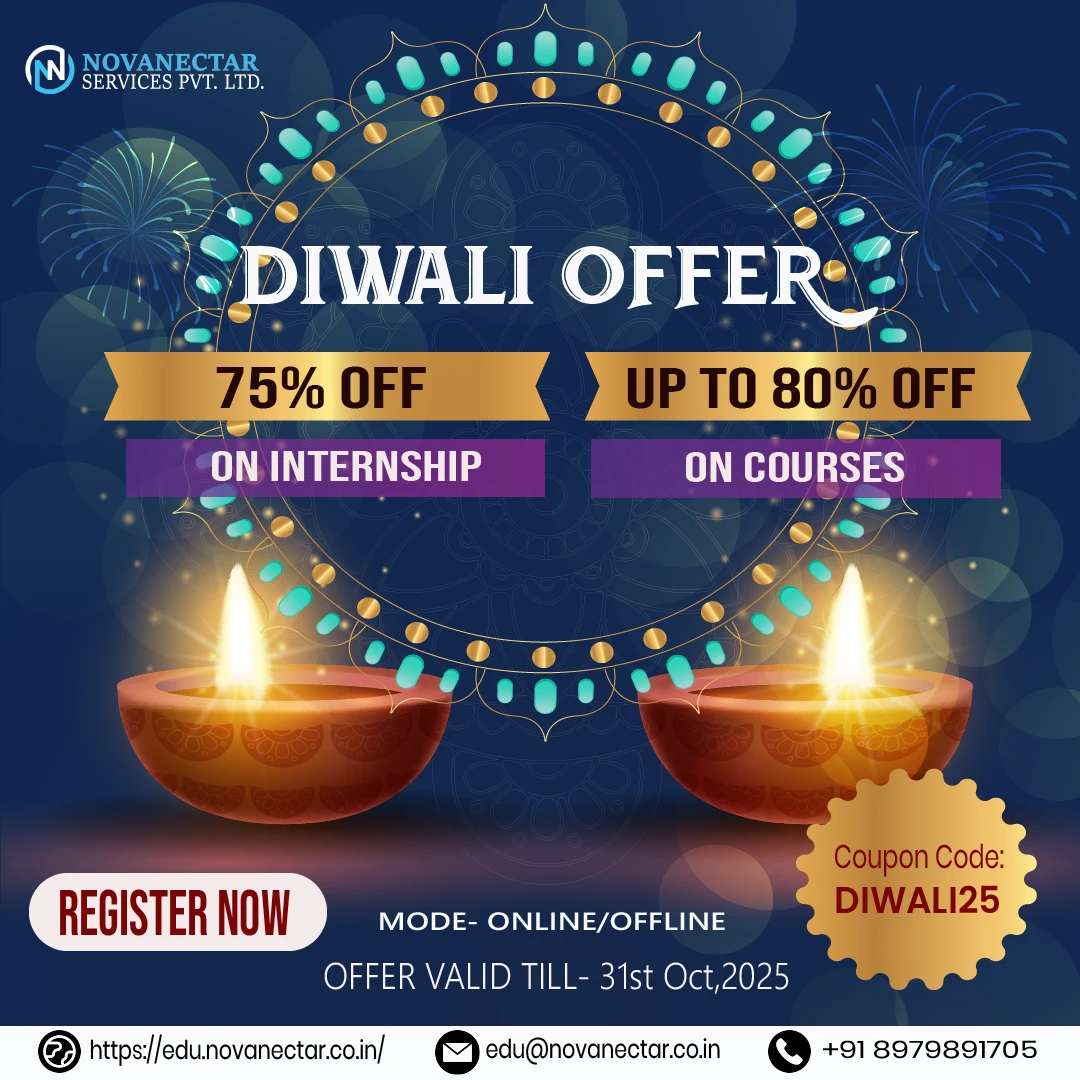 NOVANECTAR
SERVICES PVT. LTD.
DIWALI OFFER
75% OFF
ON INTERNSHIP
UP TO 80% OFF
ON COURSES
Coupon Code:
DIWALI25
REGISTER NOW
MODE- ONLINE/OFFLINE
OFFER VALID TILL- 31st Oct,2025
https://edu.novanectar.co.in/
edu@novanectar.co.in
+91 8979891705